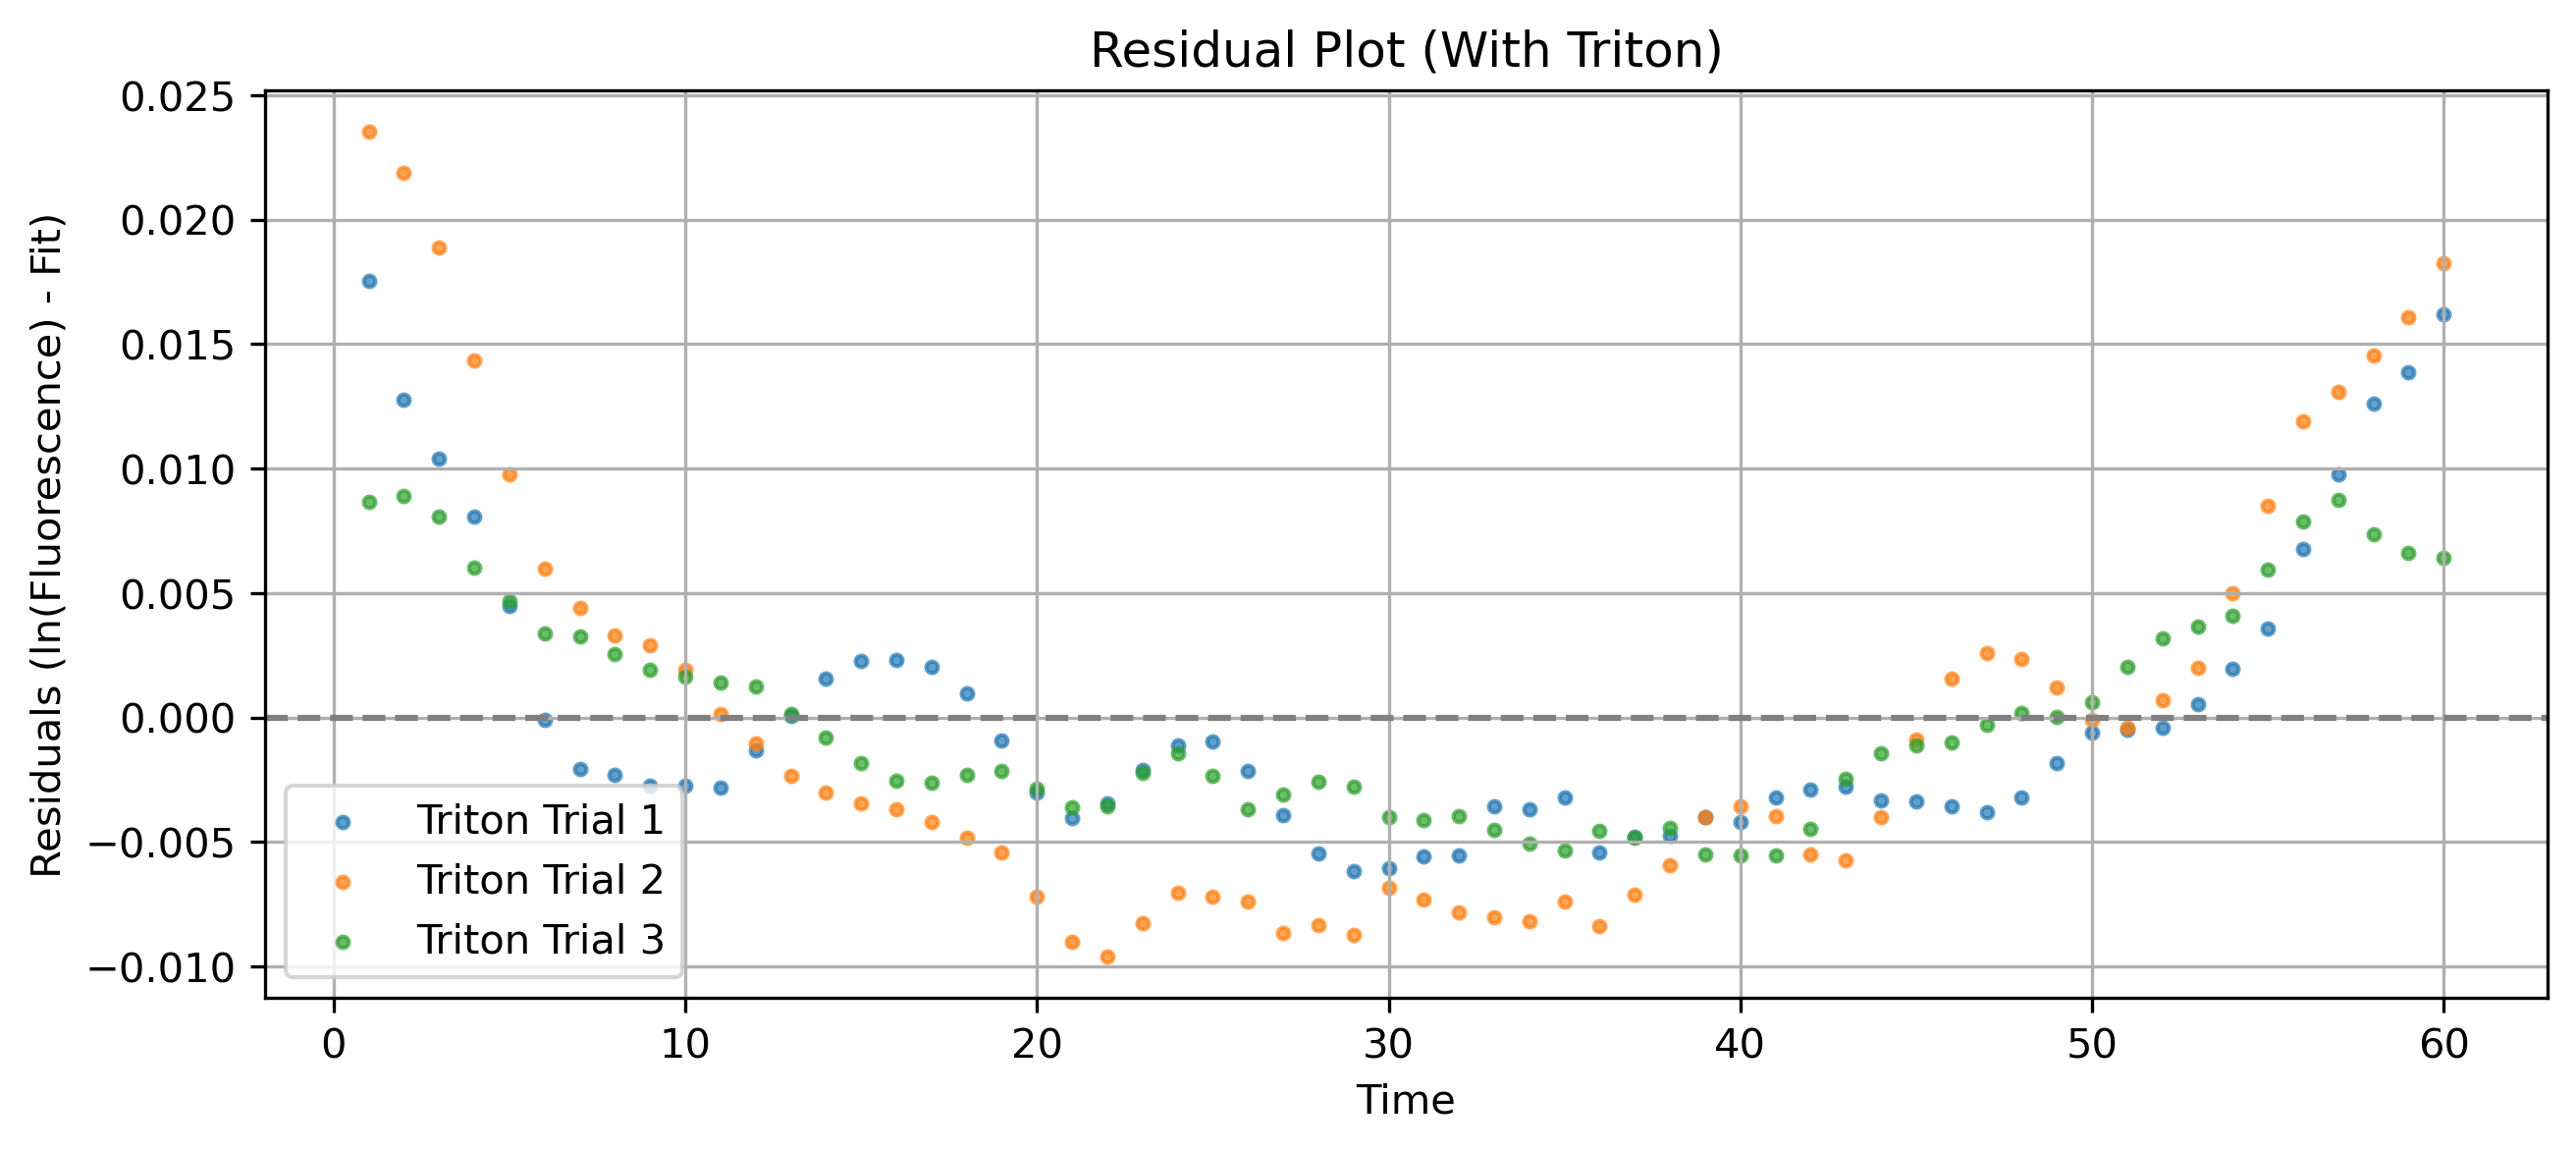 Residual Plot (With Triton)
Residuals (ln(Fluorescence) - Fit)
0.025
0.020
0.015
0.010
0.005
0.000
−0.005
−0.010
Triton Trial 1
Triton Trial 2
Triton Trial 3
0 10 20 30 40 50 60
Time